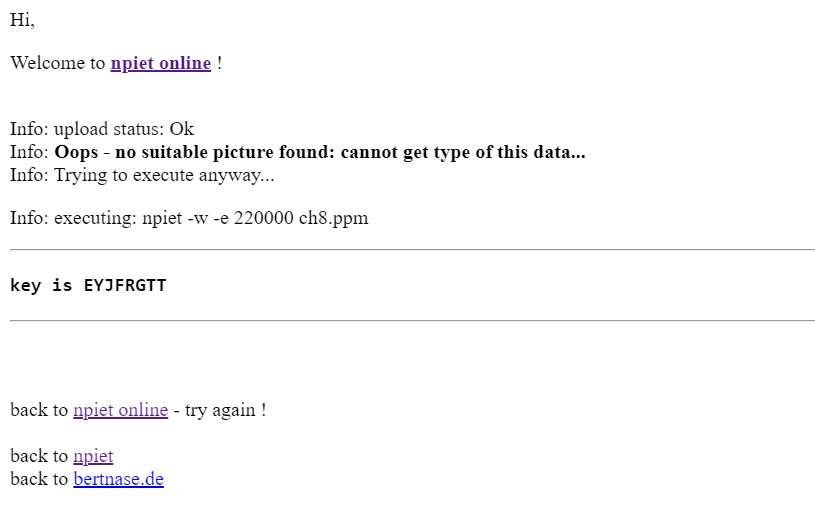 Hi,
Welcome to npiet online !
Info: upload status: Ok
Info: Oops - no suitable picture found: cannot get type of this data...
Info: Trying to execute anyway...
Info: executing: npiet -w -e 220000 ch8.ppm
key is EYJFRGTT
back to npiet online - try again !
back to npiet
back to bertnase.de